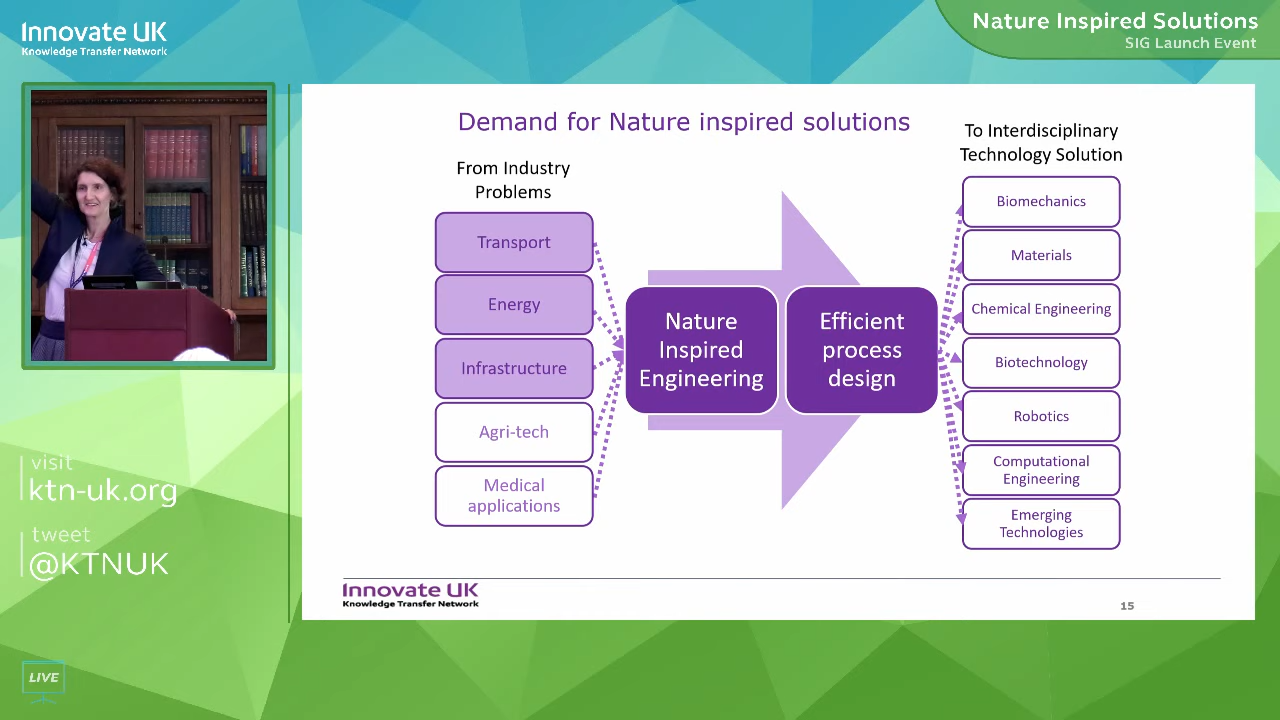 Innovate UK
Knowledge Transfer Network
Nature Inspired Solutions
SIG Launch Event
Demand for Nature inspired solutions
From Industry
Problems
Transport
Energy
Infrastructure
Agri-tech
Medical
applications
Nature
Inspired
Engineering
Efficient
process
design
To Interdisciplinary
Technology Solution
Biomechanics
Materials
Chemical Engineering
Biotechnology
Robotics
Computational
Engineering
Emerging
Technologies
visit
ktn-uk.org
tweet
@KTNUK
Innovate UK
Knowledge Transfer Network
15
LIVE